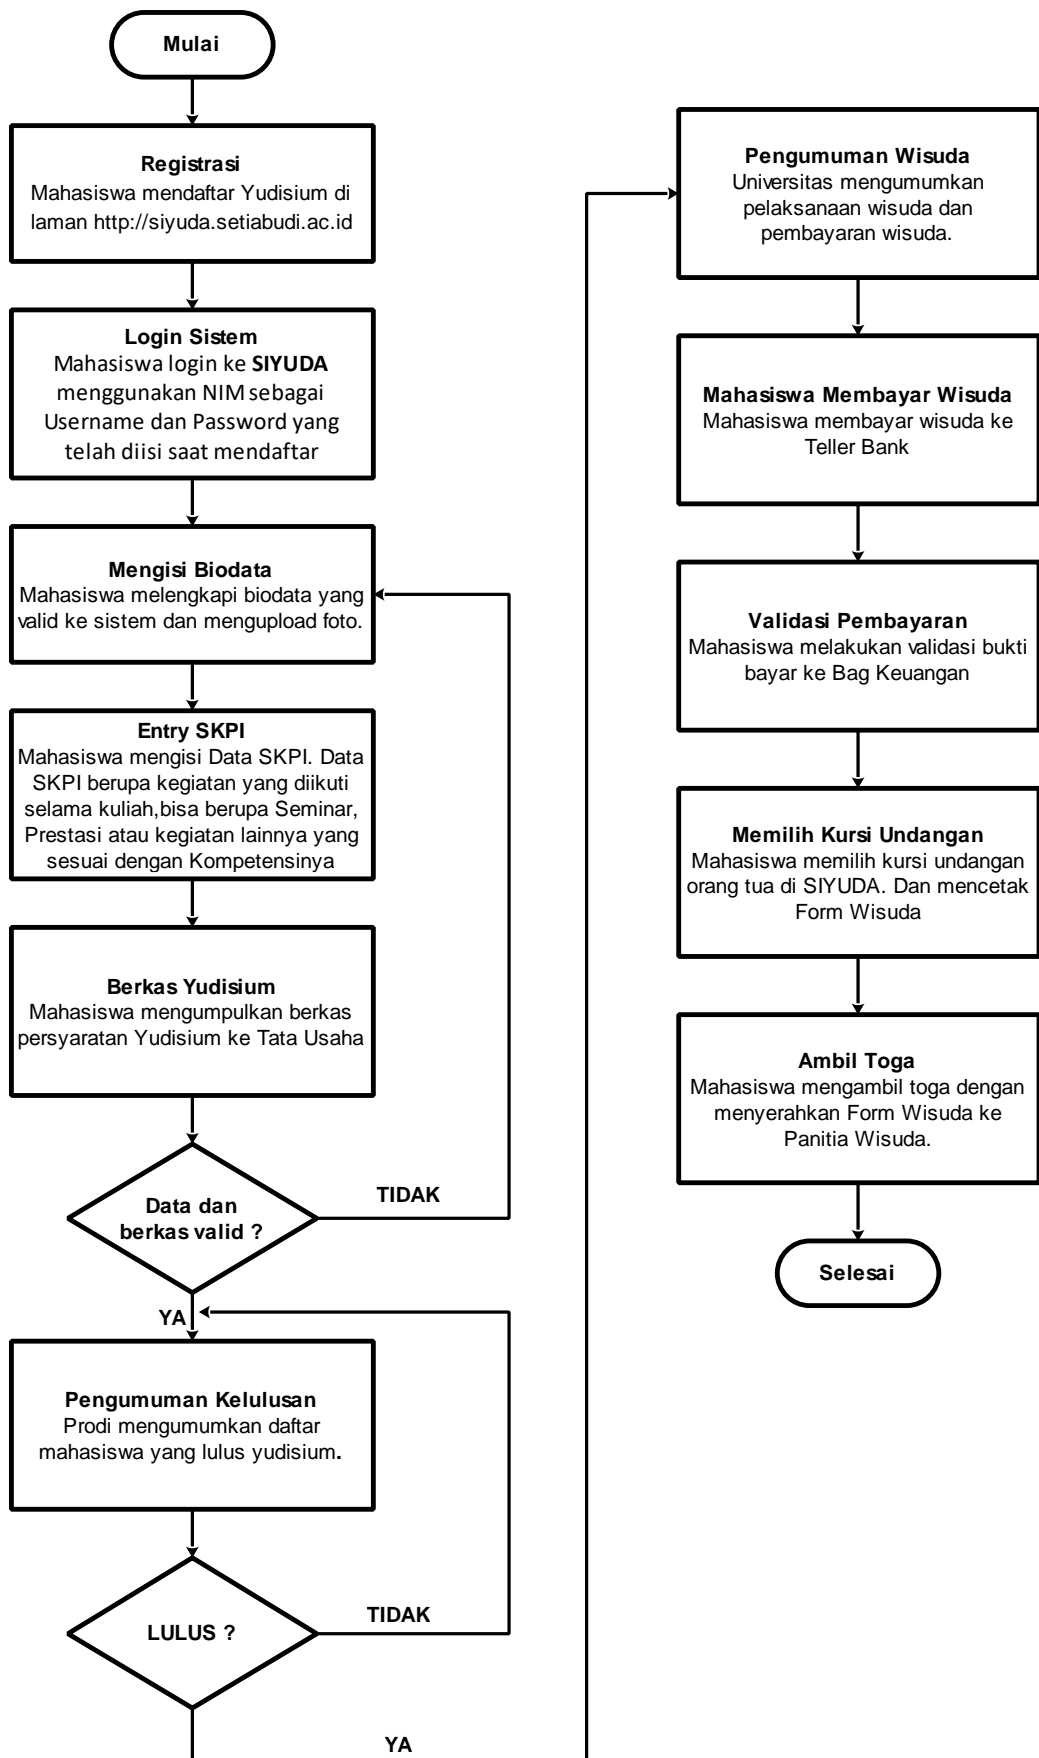 Mulai
Registrasi
Mahasiswa mendaftar Yudisium di
laman http://siyuda.setiabudi.ac.id
Login Sistem
Mahasiswa login ke SIYUDA
menggunakan NIM sebagai
Username dan Password yang
telah diisi saat mendaftar
Mengisi Biodata
Mahasiswa melengkapi biodata yang
valid ke sistem dan mengupload foto.
Entry SKPI
Mahasiswa mengisi Data SKPI. Data
SKPI berupa kegiatan yang diikuti
selama kuliah,bisa berupa Seminar,
Prestasi atau kegiatan lainnya yang
sesuai dengan Kompetensinya
Berkas Yudisium
Mahasiswa mengumpulkan berkas
persyaratan Yudisium ke Tata Usaha
Data dan
berkas valid ?
TIDAK
YA
Pengumuman Kelulusan
Prodi mengumumkan daftar
mahasiswa yang lulus yudisium.
LULUS ?
TIDAK
YA
Pengumuman Wisuda
Universitas mengumumkan
pelaksanaan wisuda dan
pembayaran wisuda.
Mahasiswa Membayar Wisuda
Mahasiswa membayar wisuda ke
Teller Bank
Validasi Pembayaran
Mahasiswa melakukan validasi bukti
bayar ke Bag Keuangan
Memilih Kursi Undangan
Mahasiswa memilih kursi undangan
orang tua di SIYUDA. Dan mencetak
Form Wisuda
Ambil Toga
Mahasiswa mengambil toga dengan
menyerahkan Form Wisuda ke
Panitia Wisuda.
Selesai